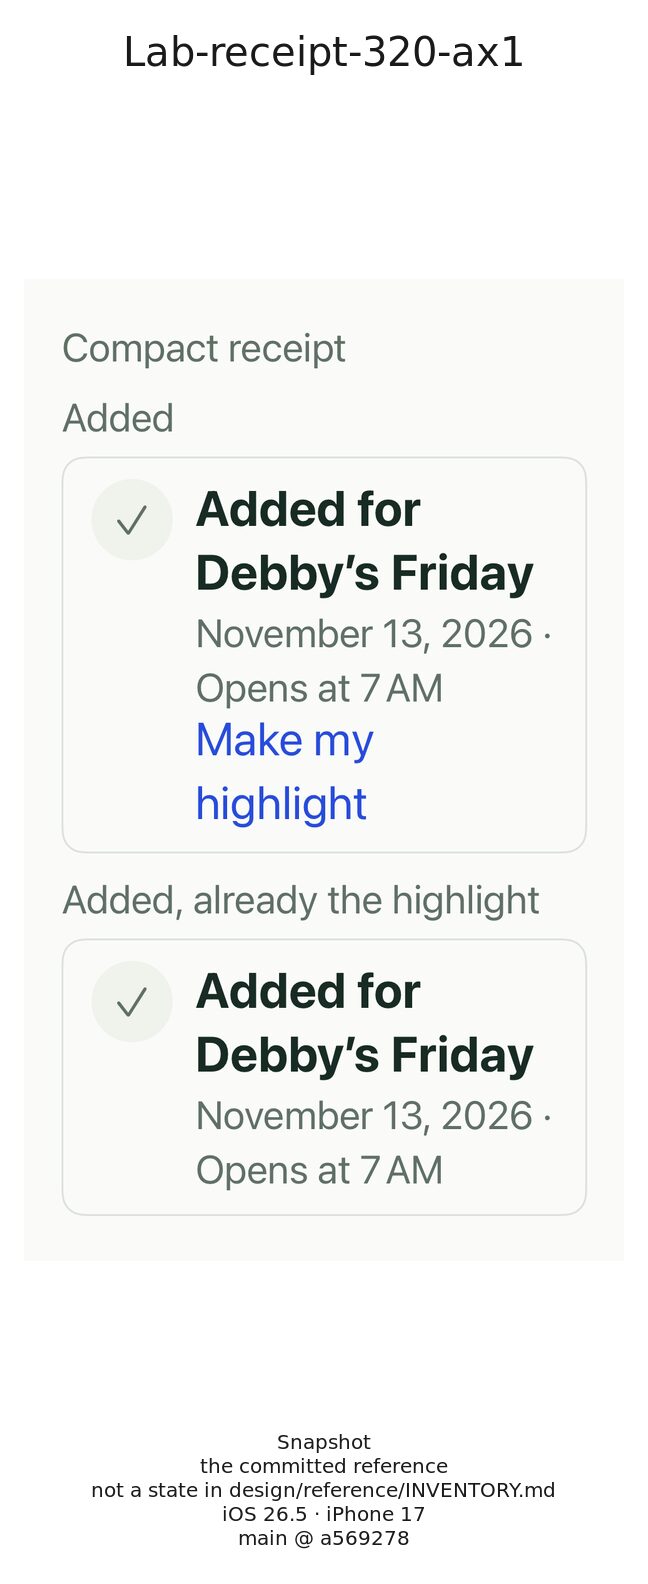 Lab-receipt-320-ax1
Compact receipt
Added
Added for
Debby’s Friday
November 13, 2026 ·
Opens at 7 AM
Make my
highlight
Added, already the highlight
Added for
Debby’s Friday
November 13, 2026 ·
Opens at 7 AM
Snapshot
the committed reference
not a state in design/reference/INVENTORY.md
iOS 26.5 · iPhone 17
main @ a569278